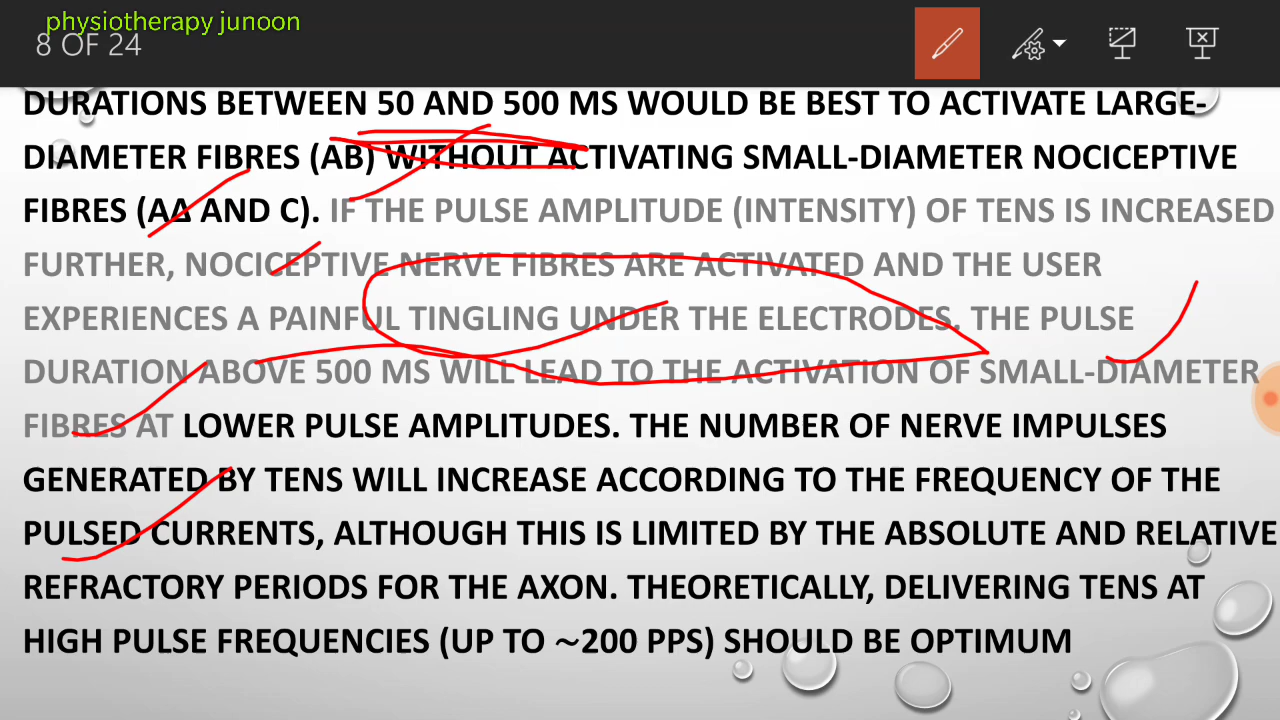 physiotherapy junoon
8 OF 24
DURATIONS BETWEEN 50 AND 500 MS WOULD BE BEST TO ACTIVATE LARGE-
DIAMETER FIBRES (AB) WITHOUT ACTIVATING SMALL-DIAMETER NOCICEPTIVE
FIBRES (AΔ AND C). IF THE PULSE AMPLITUDE (INTENSITY) OF TENS IS INCREASED
FURTHER, NOCICEPTIVE NERVE FIBRES ARE ACTIVATED AND THE USER
EXPERIENCES A PAINFUL TINGLING UNDER THE ELECTRODES. THE PULSE
DURATION ABOVE 500 MS WILL LEAD TO THE ACTIVATION OF SMALL-DIAMETER
FIBRES AT LOWER PULSE AMPLITUDES. THE NUMBER OF NERVE IMPULSES
GENERATED BY TENS WILL INCREASE ACCORDING TO THE FREQUENCY OF THE
PULSED CURRENTS, ALTHOUGH THIS IS LIMITED BY THE ABSOLUTE AND RELATIVE
REFRACTORY PERIODS FOR THE AXON. THEORETICALLY, DELIVERING TENS AT
HIGH PULSE FREQUENCIES (UP TO ~200 PPS) SHOULD BE OPTIMUM